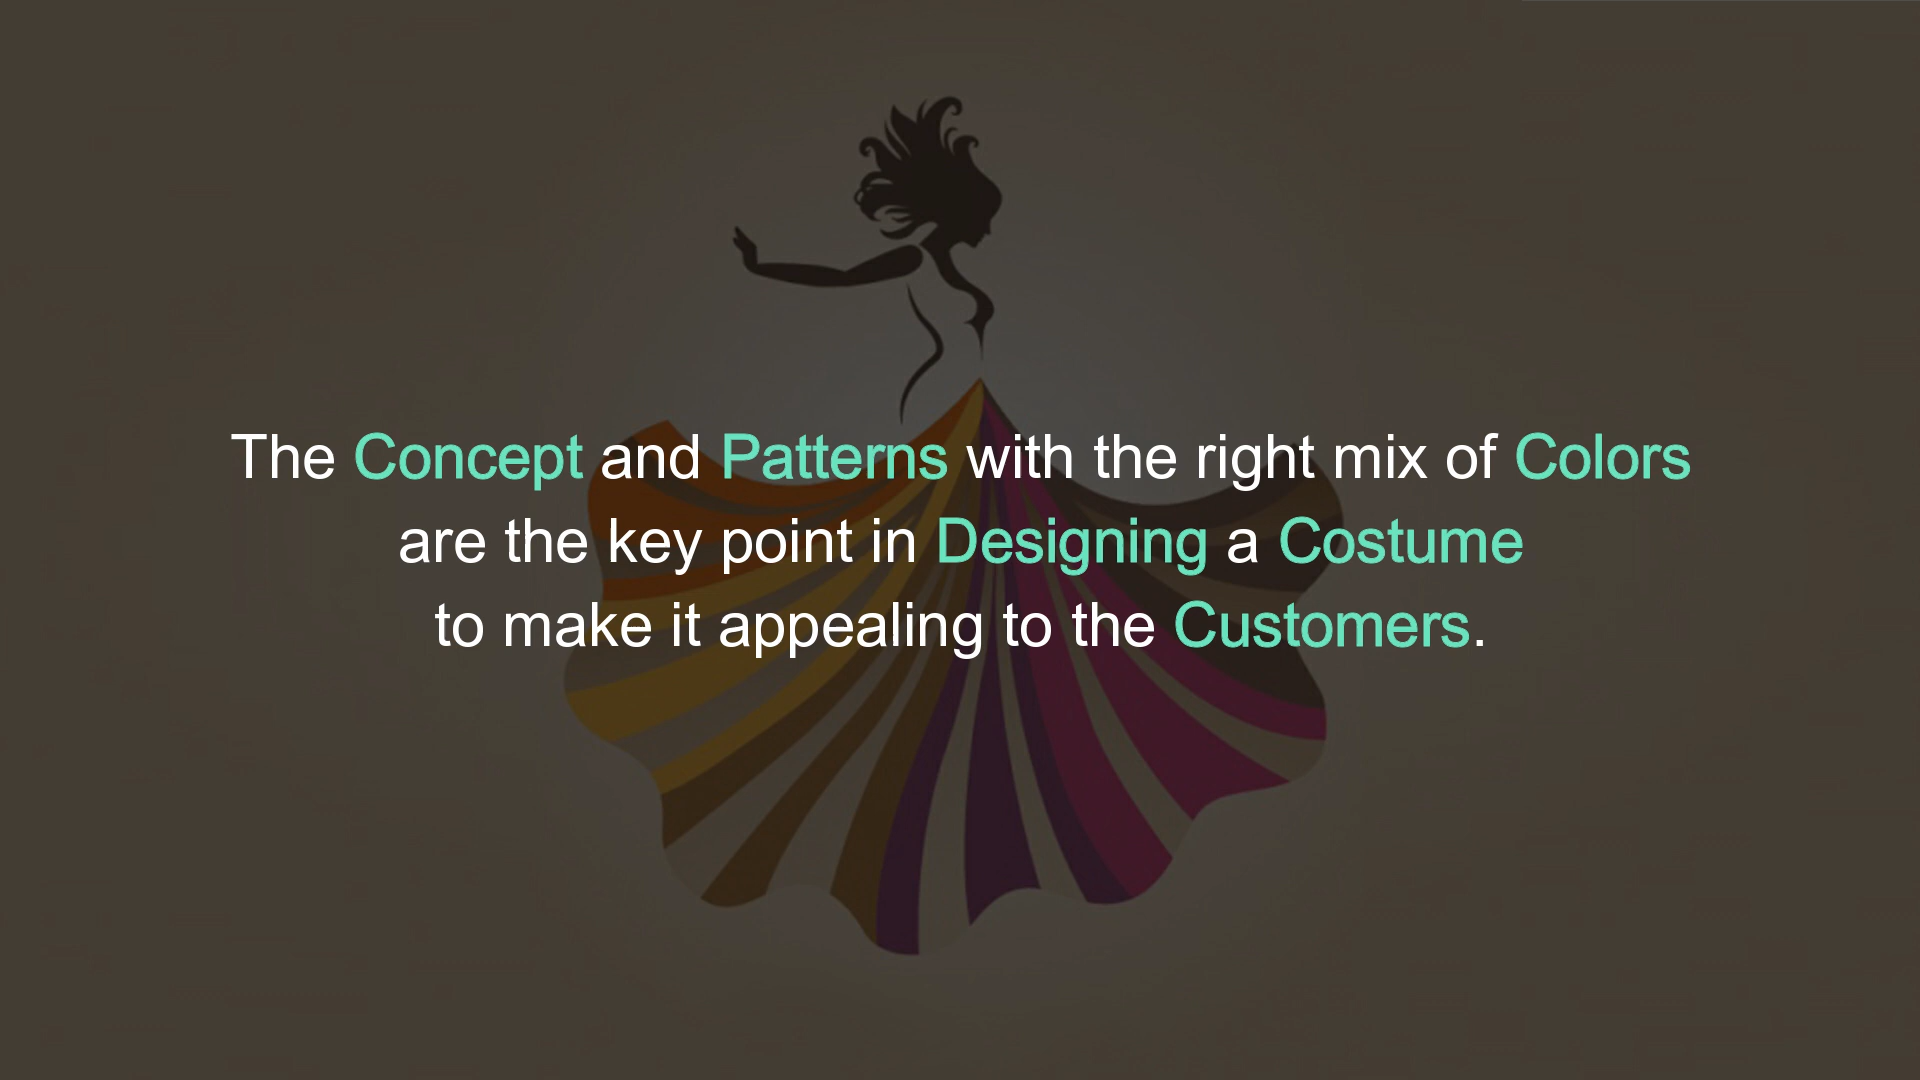 The Concept and Patterns with the right mix of Colors
are the key point in Designing a Costume
to make it appealing to the Customers.